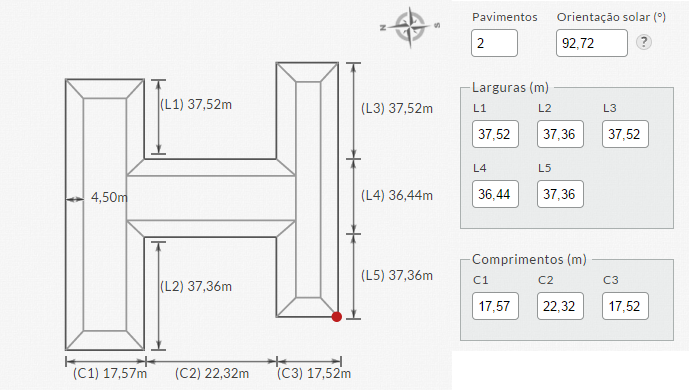 N
S
(L1) 37,52m
(L3) 37,52m
4,50m
(L4) 36,44m
(L2) 37,36m
(L5) 37,36m
(C1) 17,57m
(C2) 22,32m
(C3) 17,52m
Pavimentos Orientação solar (º)
2 92,72 ?
Larguras (m)
L1 L2 L3
37,52 37,36 37,52
L4 L5
36,44 37,36
Comprimentos (m)
C1 C2 C3
17,57 22,32 17,52